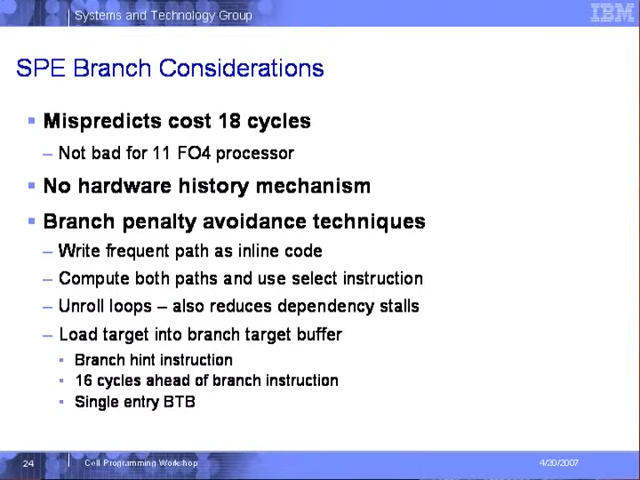 Systems and Technology Group
IBM
SPE Branch Considerations
▪ Mispredicts cost 18 cycles
– Not bad for 11 FO4 processor
▪ No hardware history mechanism
▪ Branch penalty avoidance techniques
– Write frequent path as inline code
– Compute both paths and use select instruction
– Unroll loops – also reduces dependency stalls
– Load target into branch target buffer
▪ Branch hint instruction
▪ 16 cycles ahead of branch instruction
▪ Single entry BTB
24 Cell Programming Workshop 4/20/2007